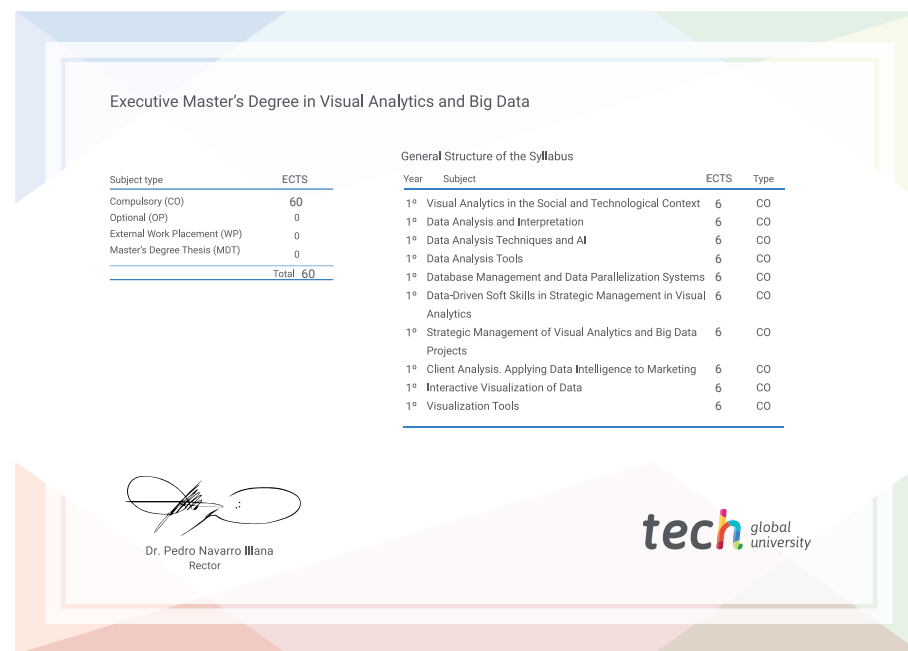 Executive Master's Degree in Visual Analytics and Big Data
Subject type ECTS
Compulsory (CO) 60
Optional (OP) 0
External Work Placement (WP) 0
Master's Degree Thesis (MDT) 0
Total 60
General Structure of the Syllabus
Year Subject ECTS Type
1º Visual Analytics in the Social and Technological Context 6 CO
1º Data Analysis and Interpretation 6 CO
1º Data Analysis Techniques and AI 6 CO
1º Data Analysis Tools 6 CO
1º Database Management and Data Parallelization Systems 6 CO
1º Data-Driven Soft Skills in Strategic Management in Visual 6 CO
Analytics
1º Strategic Management of Visual Analytics and Big Data 6 CO
Projects
1º Client Analysis. Applying Data Intelligence to Marketing 6 CO
1º Interactive Visualization of Data 6 CO
1º Visualization Tools 6 CO
Dr. Pedro Navarro Illana
Rector
tech global
university